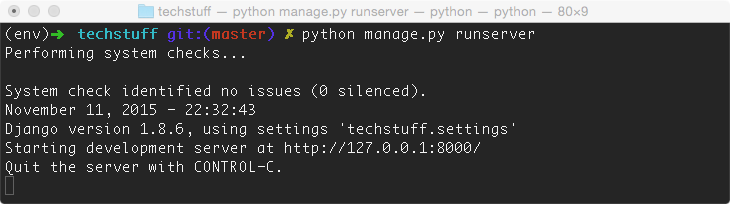 techstuff — python manage.py runserver — python — python — 80×9
(env)➜ techstuff git:(master) ✗ python manage.py runserver
Performing system checks...
System check identified no issues (0 silenced).
November 11, 2015 - 22:32:43
Django version 1.8.6, using settings 'techstuff.settings'
Starting development server at http://127.0.0.1:8000/
Quit the server with CONTROL-C.